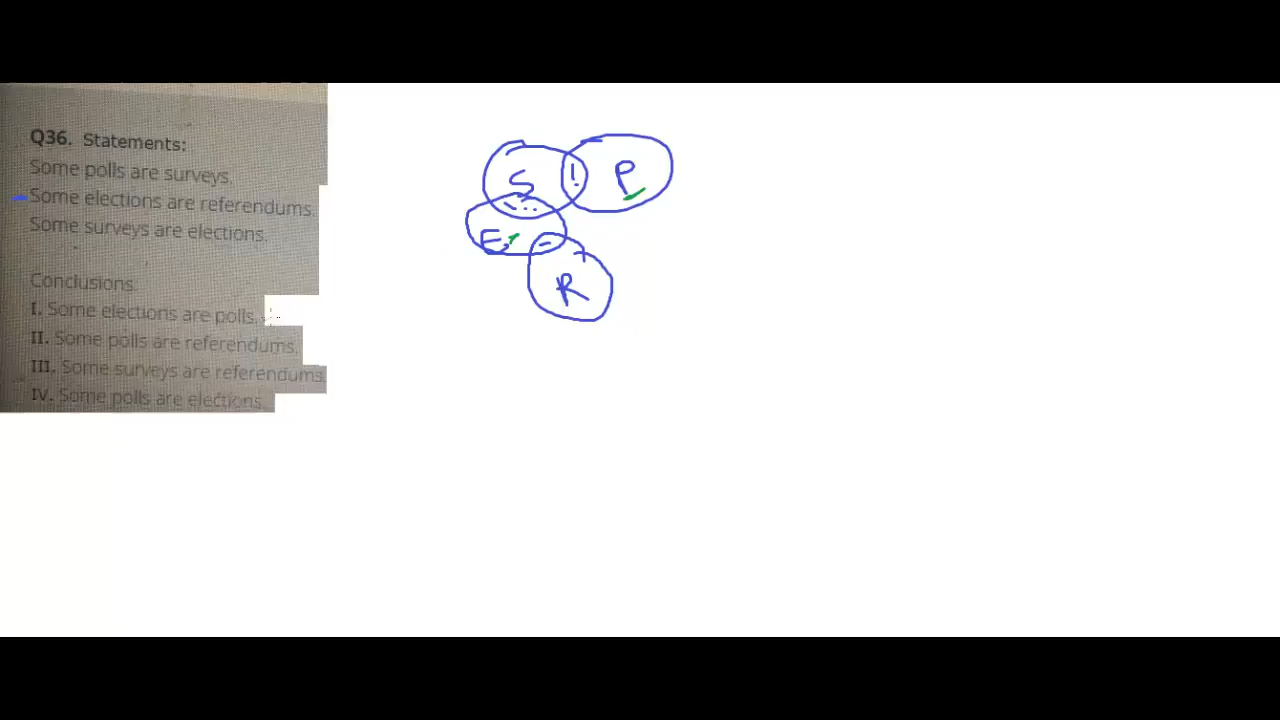 Q36. Statements:
Some polls are surveys.
Some elections are referendums.
Some surveys are elections.
Conclusions:
I. Some elections are polls.
II. Some polls are referendums.
III. Some surveys are referendums.
IV. Some polls are elections.
S P
E
R